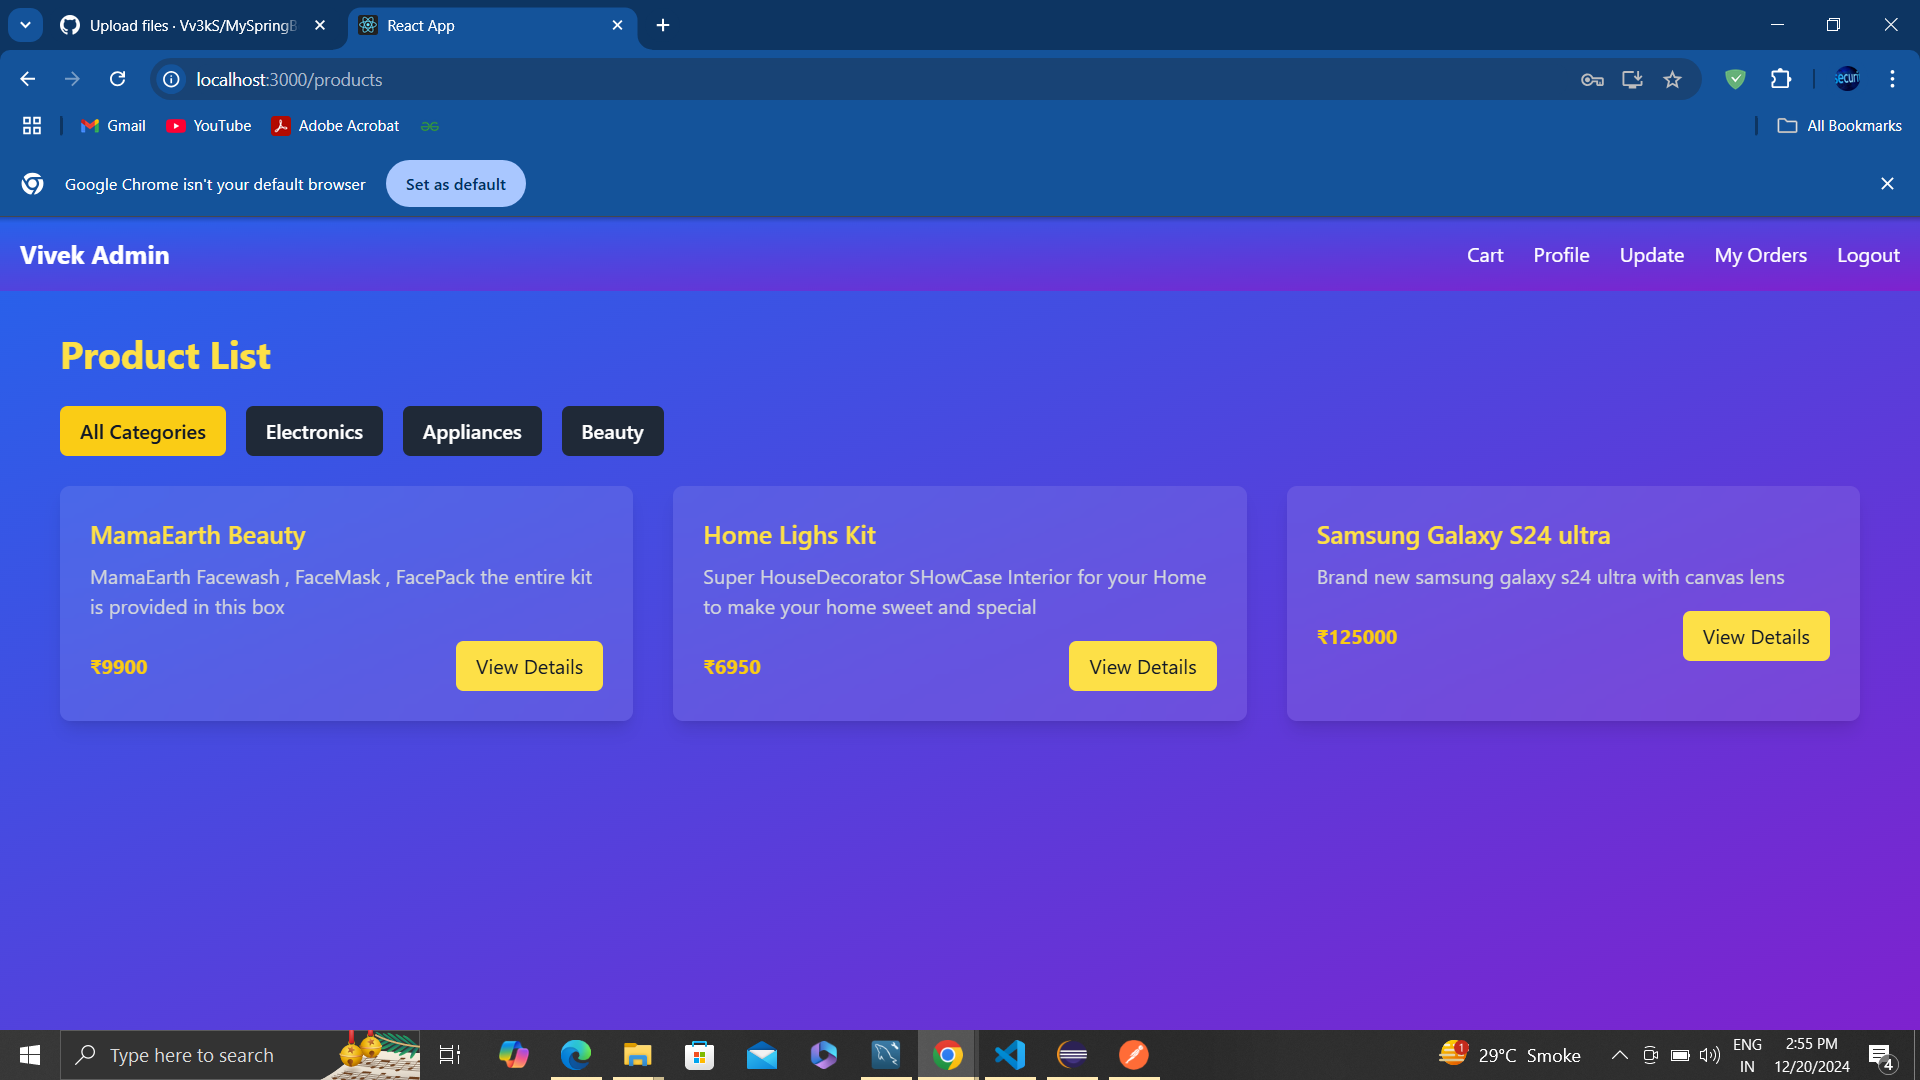 Upload files · Vv3kS/MySpringB
React App
localhost:3000/products
Gmail
YouTube
Adobe Acrobat
All Bookmarks
Google Chrome isn't your default browser
Set as default
Vivek Admin
Cart
Profile
Update
My Orders
Logout
Product List
All Categories
Electronics
Appliances
Beauty
MamaEarth Beauty
MamaEarth Facewash , FaceMask , FacePack the entire kit
is provided in this box
₹9900
View Details
Home Lighs Kit
Super HouseDecorator SHowCase Interior for your Home
to make your home sweet and special
₹6950
View Details
Samsung Galaxy S24 ultra
Brand new samsung galaxy s24 ultra with canvas lens
₹125000
View Details
Type here to search
1
29°C Smoke
ENG
IN
2:55 PM
12/20/2024
4